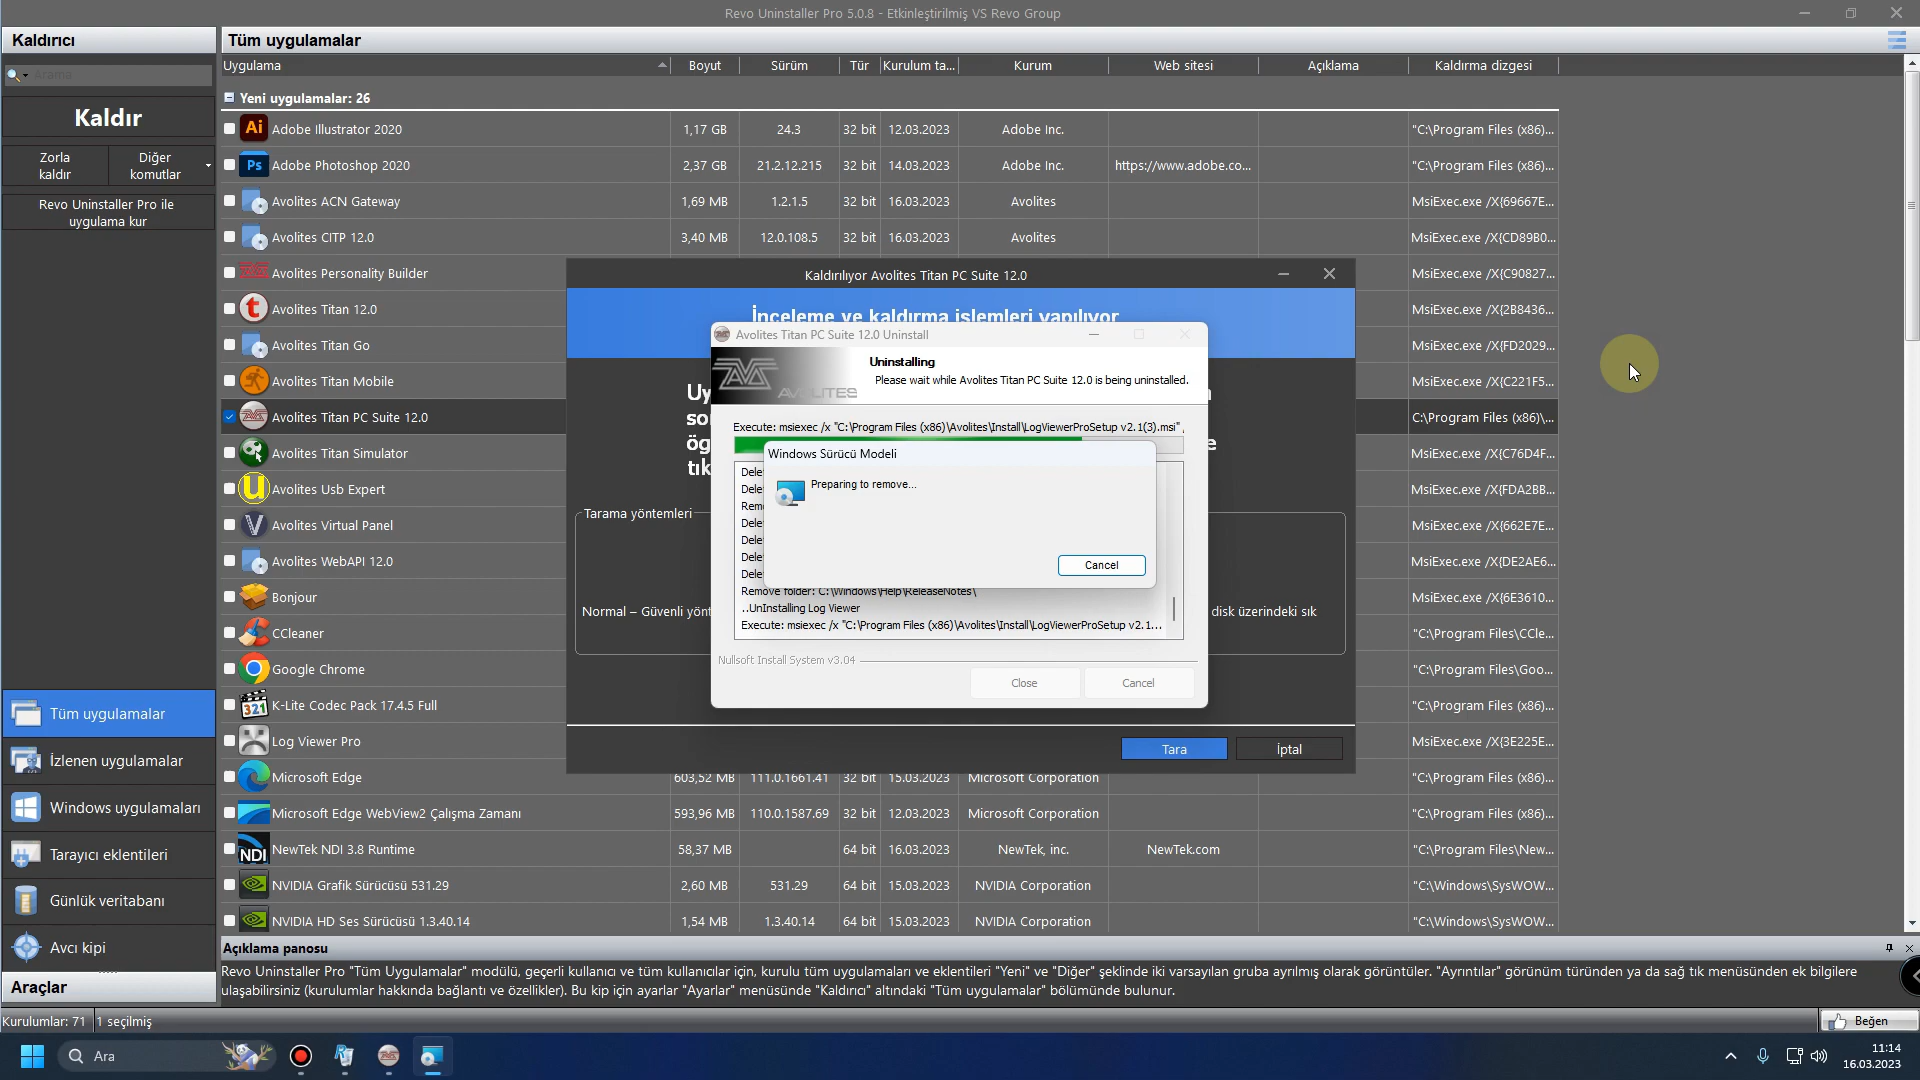 Revo Uninstaller Pro 5.0.8 - Etkinleştirilmiş VS Revo Group
Kaldırıcı
Tüm uygulamalar
Arama
Uygulama Boyut Sürüm Tür Kurulum ta... Kurum Web sitesi Açıklama Kaldırma dizgesi
Kaldır
Zorla kaldır
Diğer komutlar
Revo Uninstaller Pro ile
uygulama kur
Yeni uygulamalar: 26
Adobe Illustrator 2020 1,17 GB 24.3 32 bit 12.03.2023 Adobe Inc. "C:\Program Files (x86)...
Adobe Photoshop 2020 2,37 GB 21.2.12.215 32 bit 14.03.2023 Adobe Inc. https://www.adobe.co... "C:\Program Files (x86)...
Avolites ACN Gateway 1,69 MB 1.2.1.5 32 bit 16.03.2023 Avolites MsiExec.exe /X{69667E...
Avolites CITP 12.0 3,40 MB 12.0.108.5 32 bit 16.03.2023 Avolites MsiExec.exe /X{CD89B0...
Avolites Personality Builder MsiExec.exe /X{C90827...
Avolites Titan 12.0 MsiExec.exe /X{2B8436...
Avolites Titan Go MsiExec.exe /X{FD2029...
Avolites Titan Mobile MsiExec.exe /X{C221F5...
Avolites Titan PC Suite 12.0 C:\Program Files (x86)\...
Avolites Titan Simulator MsiExec.exe /X{C76D4F...
Avolites Usb Expert MsiExec.exe /X{FDA2BB...
Avolites Virtual Panel MsiExec.exe /X{662E7E...
Avolites WebAPI 12.0 MsiExec.exe /X{DE2AE6...
Bonjour MsiExec.exe /X{6E3610...
CCleaner "C:\Program Files\CCle...
Google Chrome "C:\Program Files\Goo...
K-Lite Codec Pack 17.4.5 Full "C:\Program Files (x86)...
Log Viewer Pro MsiExec.exe /X{3E225E...
Microsoft Edge 603,52 MB 111.0.1661.41 32 bit 15.03.2023 Microsoft Corporation "C:\Program Files (x86)...
Microsoft Edge WebView2 Çalışma Zamanı 593,96 MB 110.0.1587.69 32 bit 12.03.2023 Microsoft Corporation "C:\Program Files (x86)...
NewTek NDI 3.8 Runtime 58,37 MB 64 bit 16.03.2023 NewTek, inc. NewTek.com "C:\Program Files\New...
NVIDIA Grafik Sürücüsü 531.29 2,60 MB 531.29 64 bit 15.03.2023 NVIDIA Corporation "C:\Windows\SysWOW...
NVIDIA HD Ses Sürücüsü 1.3.40.14 1,54 MB 1.3.40.14 64 bit 15.03.2023 NVIDIA Corporation "C:\Windows\SysWOW...
Kaldırılıyor Avolites Titan PC Suite 12.0
İnceleme ve kaldırma işlemleri yapılıyor
Tarama yöntemleri
Normal – Güvenli disk üzerindeki sık
Tara
İptal
Avolites Titan PC Suite 12.0 Uninstall
Uninstalling
Please wait while Avolites Titan PC Suite 12.0 is being uninstalled.
AVOLITES
Execute: msiexec /x "C:\Program Files (x86)\Avolites\Install\LogViewerProSetup v2.1(3).msi"
Remove folder: C:\Windows\Help\ReleaseNotes\
..UnInstalling Log Viewer
Execute: msiexec /x "C:\Program Files (x86)\Avolites\Install\LogViewerProSetup v2.1...
Nullsoft Install System v3.04
Close
Cancel
Windows Sürücü Modeli
Preparing to remove...
Cancel
Tüm uygulamalar
İzlenen uygulamalar
Windows uygulamaları
Tarayıcı eklentileri
Günlük veritabanı
Avcı kipi
Araçlar
Açıklama panosu
Revo Uninstaller Pro "Tüm Uygulamalar" modülü, geçerli kullanıcı ve tüm kullanıcılar için, kurulu tüm uygulamaları ve eklentileri "Yeni" ve "Diğer" şeklinde iki varsayılan gruba ayrılmış olarak görüntüler. "Ayrıntılar" görünüm türünden ya da sağ tık menüsünden ek bilgilere
ulaşabilirsiniz (kurulumlar hakkında bağlantı ve özellikler). Bu kip için ayarlar "Ayarlar" menüsünde "Kaldırıcı" altındaki "Tüm uygulamalar" bölümünde bulunur.
Kurulumlar: 71 1 seçilmiş
Beğen
Ara
11:14
16.03.2023